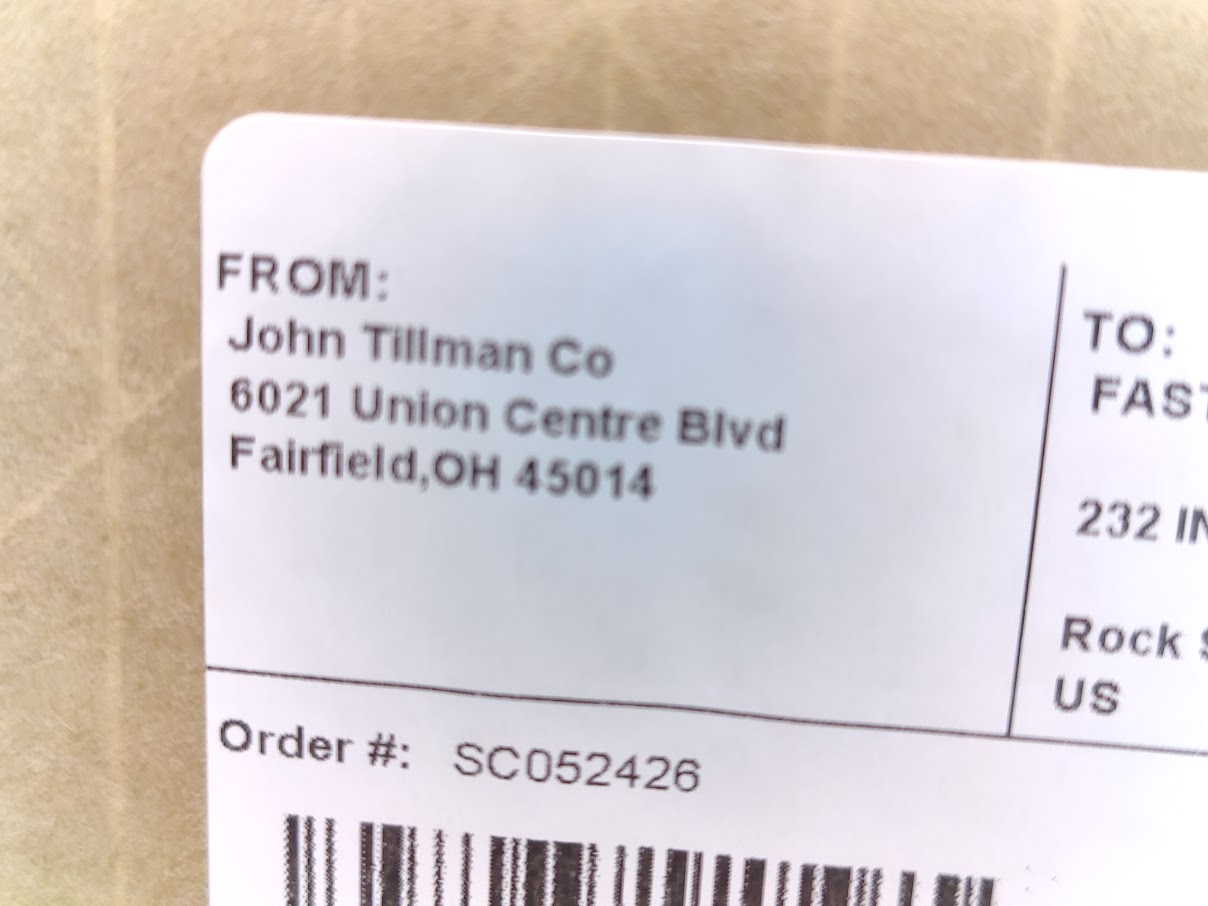 FROM:
John Tillman Co
6021 Union Centre Blvd
Fairfield,OH 45014
TO:
FAST
232 IN
Rock
US
Order #: SC052426